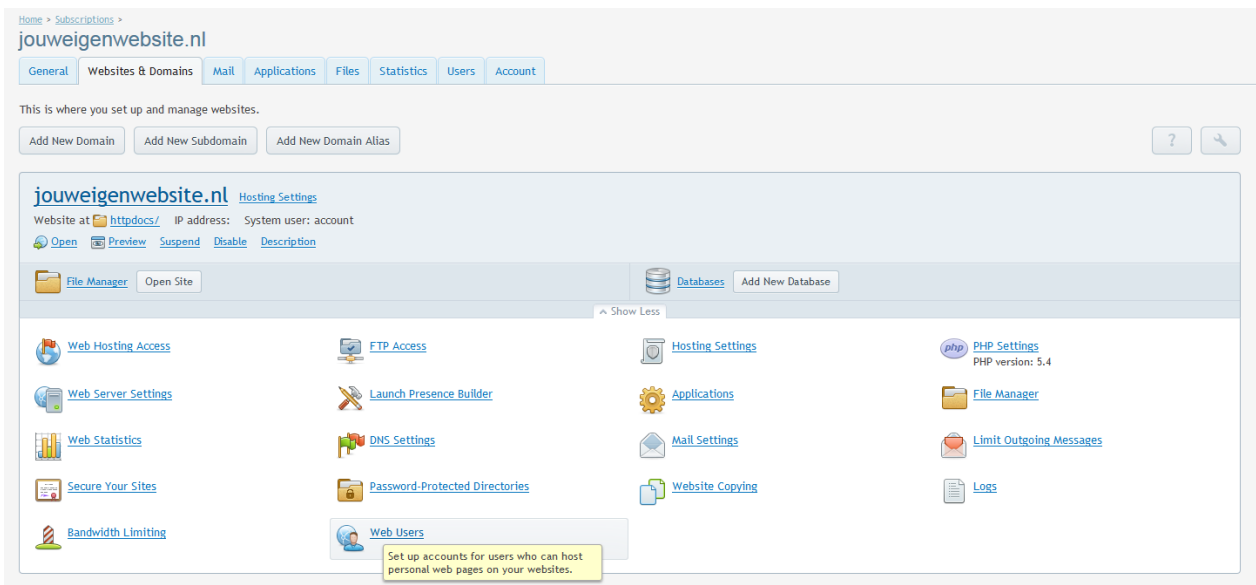 Home > Subscriptions >
jouweigenwebsite.nl
General Websites & Domains Mail Applications Files Statistics Users Account
This is where you set up and manage websites.
Add New Domain Add New Subdomain Add New Domain Alias ?
jouweigenwebsite.nl Hosting Settings
Website at httpdocs/ IP address: System user: account
Open Preview Suspend Disable Description
File Manager Open Site Databases Add New Database
Show Less
Web Hosting Access FTP Access Hosting Settings php PHP Settings
PHP version: 5.4
Web Server Settings Launch Presence Builder Applications File Manager
Web Statistics DNS Settings Mail Settings Limit Outgoing Messages
Secure Your Sites Password-Protected Directories Website Copying Logs
Bandwidth Limiting Web Users
Set up accounts for users who can host
personal web pages on your websites.